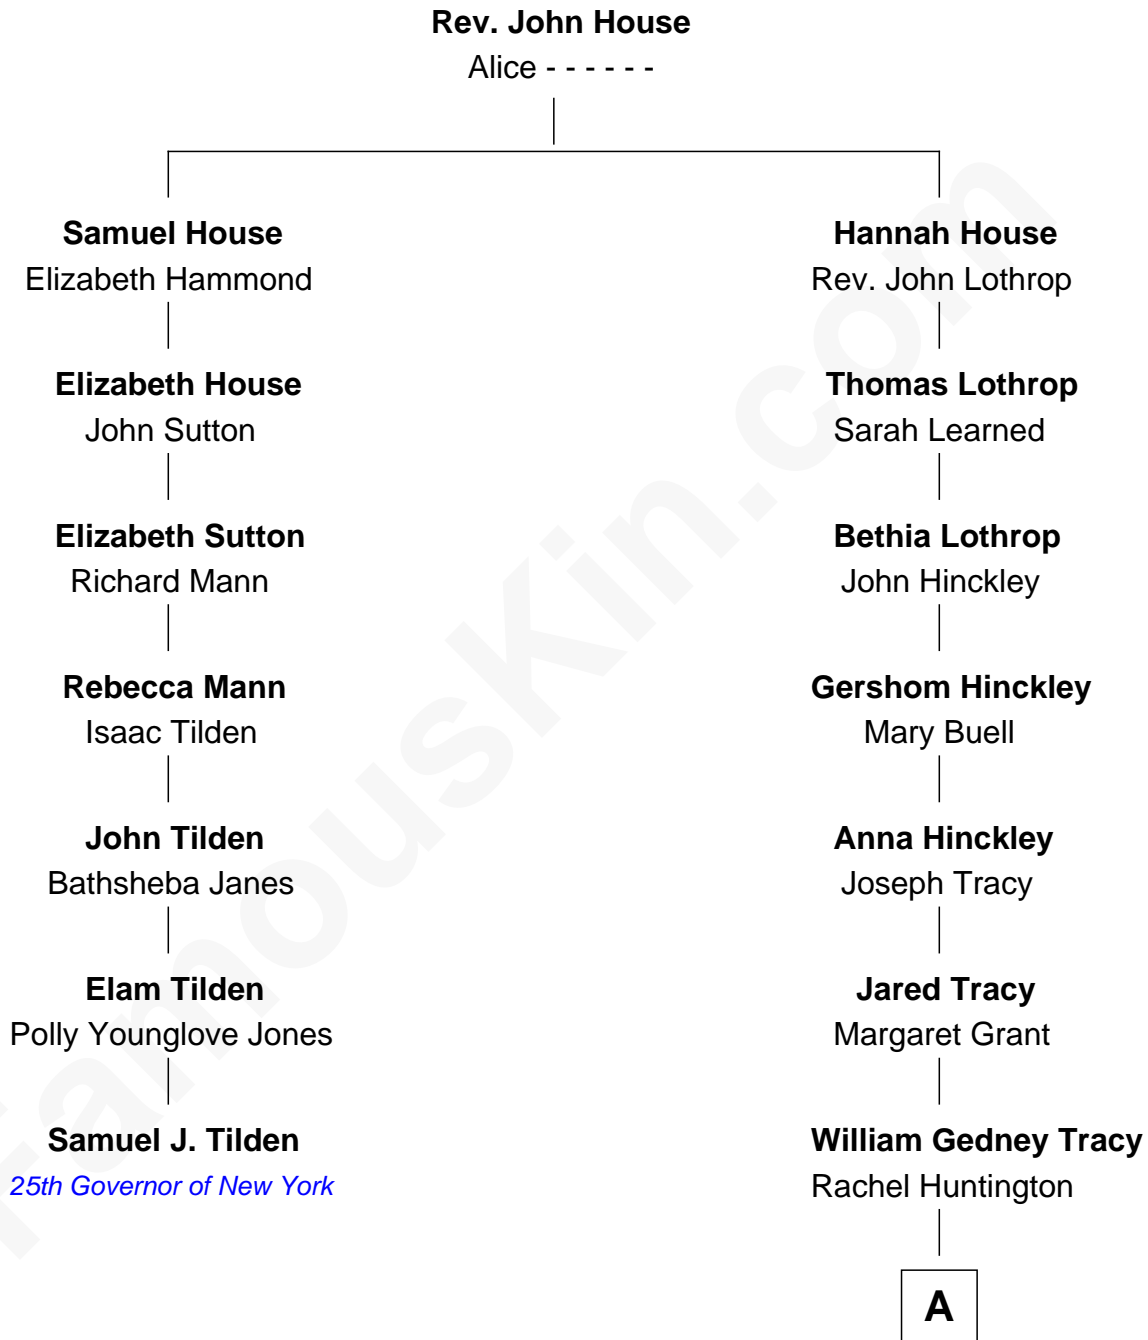 Rev. John House
Alice - - - - - -
Samuel House
Elizabeth Hammond
Hannah House
Rev. John Lothrop
Elizabeth House
John Sutton
Thomas Lothrop
Sarah Learned
Elizabeth Sutton
Richard Mann
Bethia Lothrop
John Hinckley
Rebecca Mann
Isaac Tilden
Gershom Hinckley
Mary Buell
John Tilden
Bathsheba Janes
Anna Hinckley
Joseph Tracy
Elam Tilden
Polly Younglove Jones
Jared Tracy
Margaret Grant
Samuel J. Tilden
25th Governor of New York
William Gedney Tracy
Rachel Huntington
A
FamousKin.com